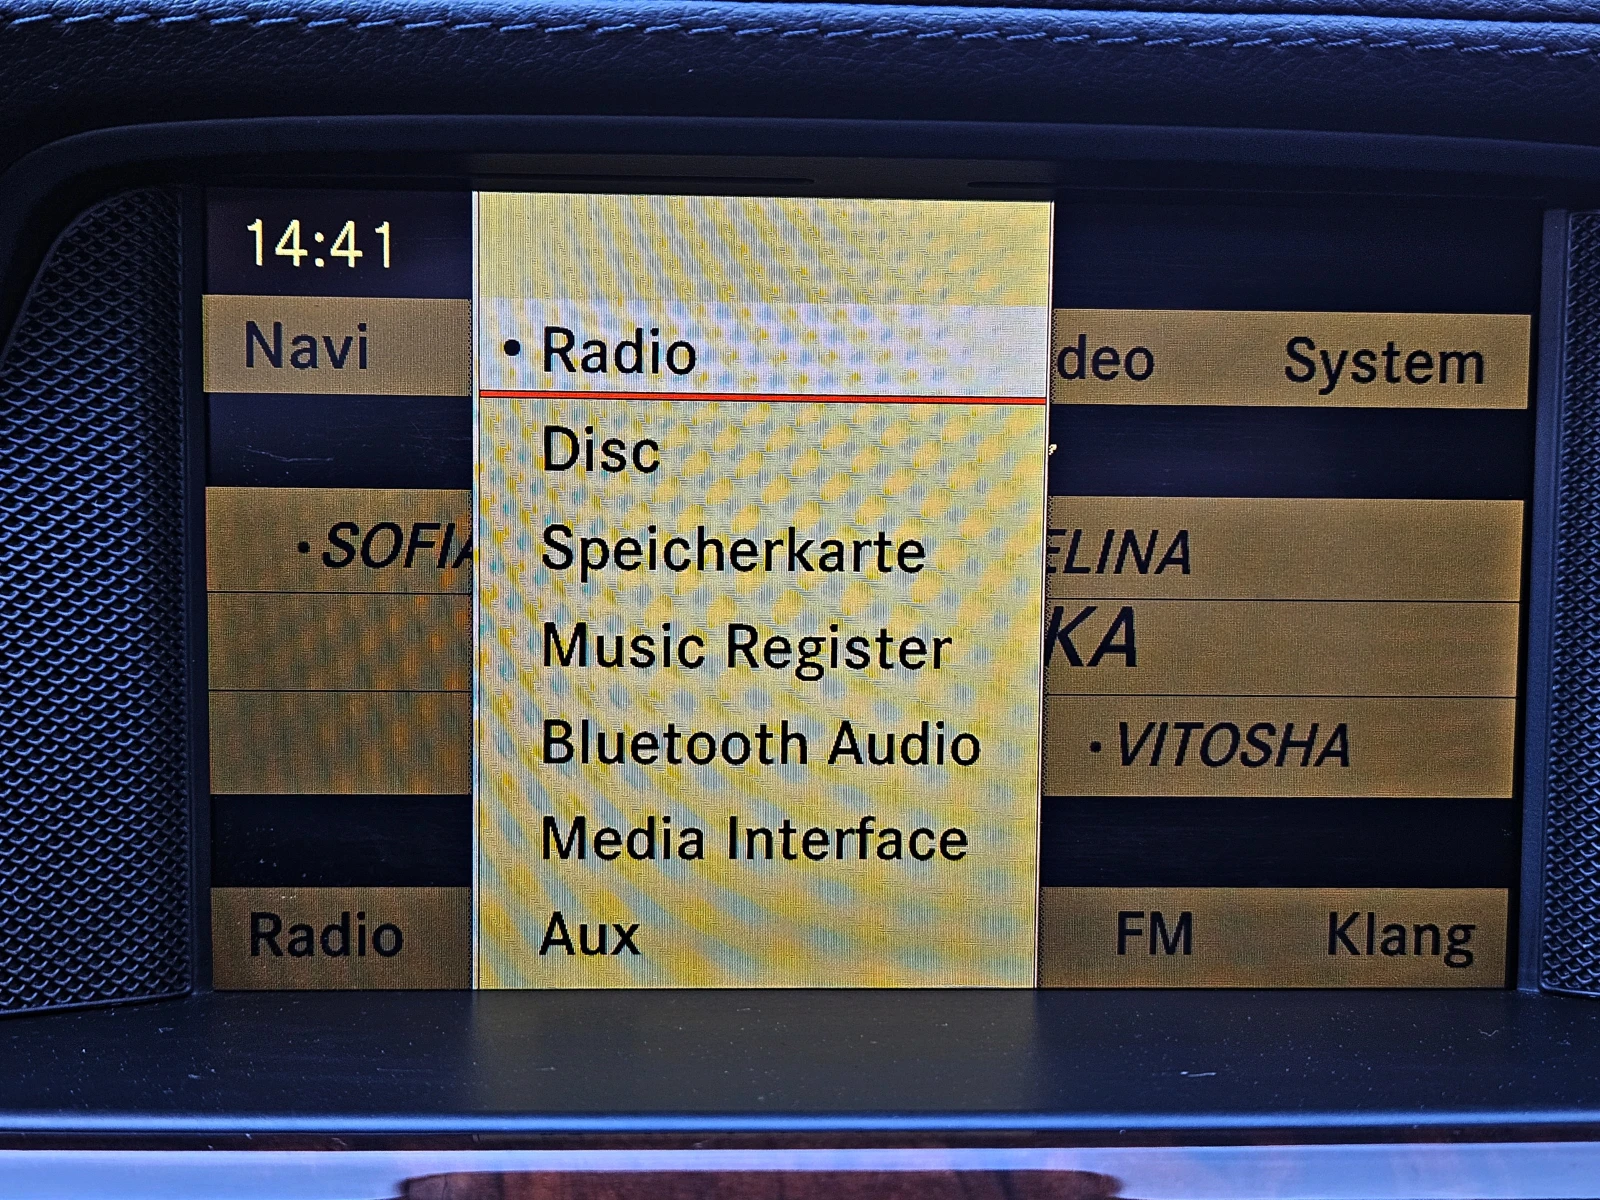 14:41
Navi
deo
System
• Radio
Disc
Speicherkarte
Music Register
Bluetooth Audio
Media Interface
Aux
•SOFIA
ELINA
KA
•VITOSHA
Radio
FM
Klang